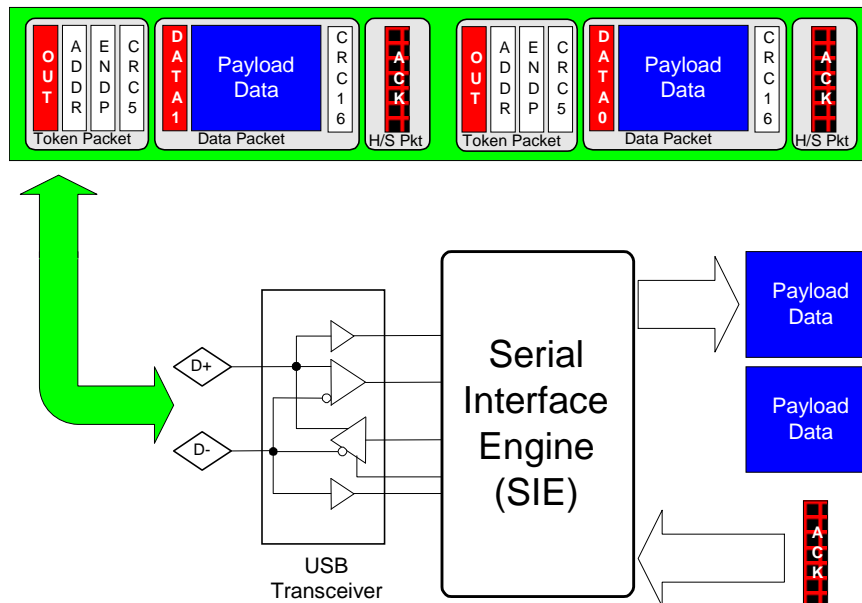 OUT
ADDR
ENDP
CRC5
Token Packet
DATA1
Payload
Data
CRC16
Data Packet
ACK
H/S Pkt
OUT
ADDR
ENDP
CRC5
Token Packet
DATA0
Payload
Data
CRC16
Data Packet
ACK
H/S Pkt
D+
D-
USB
Transceiver
Serial
Interface
Engine
(SIE)
Payload
Data
Payload
Data
ACK